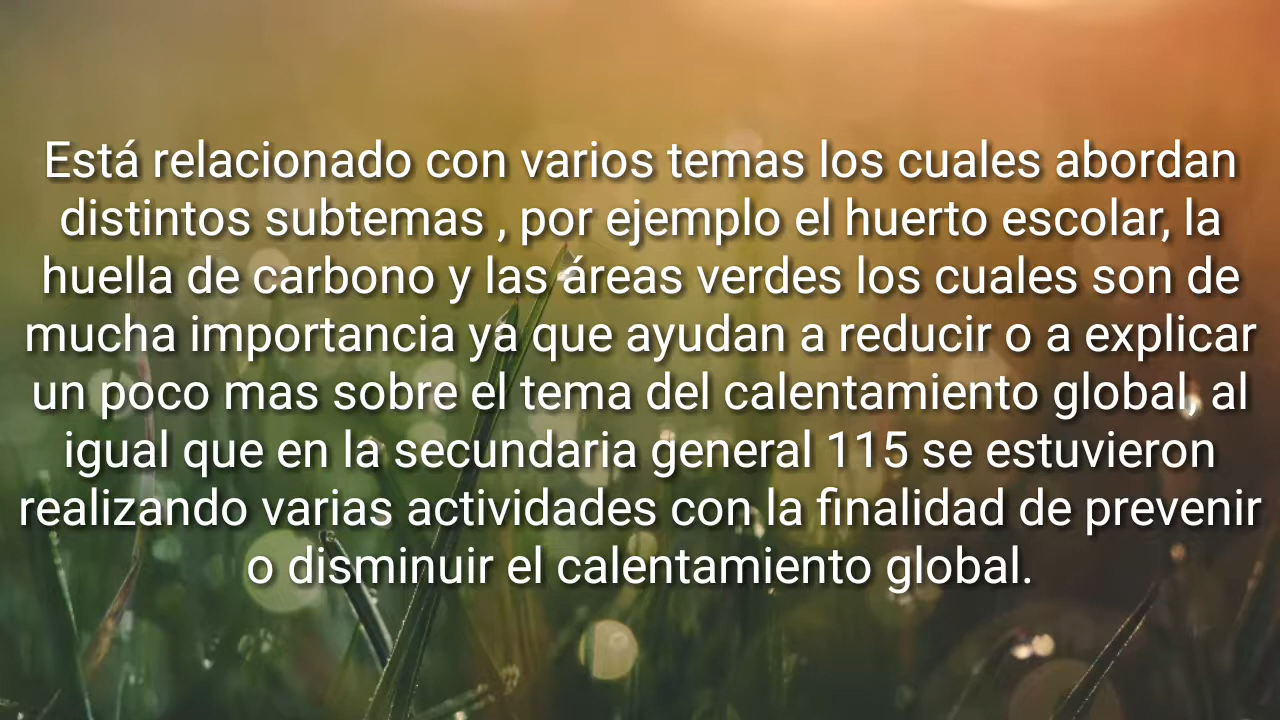 Está relacionado con varios temas los cuales abordan
distintos subtemas , por ejemplo el huerto escolar, la
huella de carbono y las áreas verdes los cuales son de
mucha importancia ya que ayudan a reducir o a explicar
un poco mas sobre el tema del calentamiento global, al
igual que en la secundaria general 115 se estuvieron
realizando varias actividades con la finalidad de prevenir
o disminuir el calentamiento global.